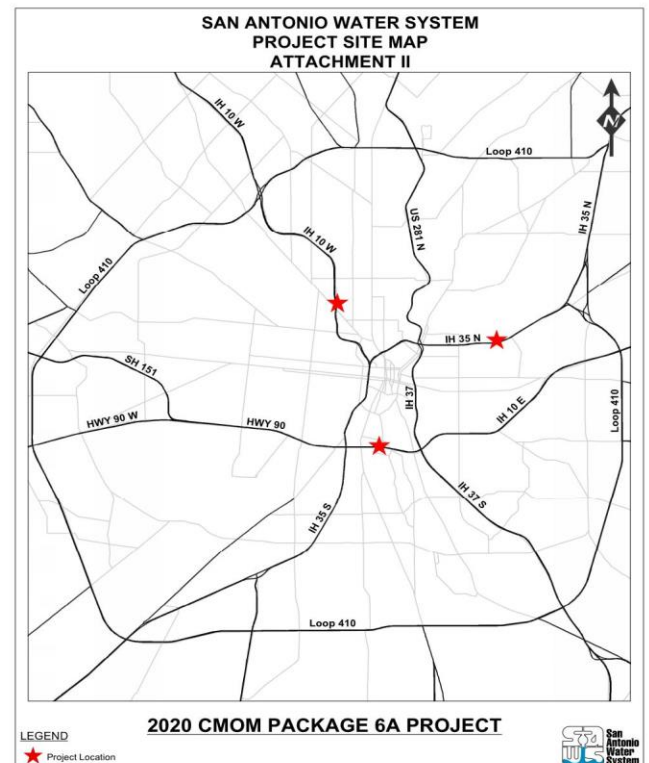 SAN ANTONIO WATER SYSTEM
PROJECT SITE MAP
ATTACHMENT II
IH 10 W
N
Loop 410
US 281 N
IH 35 N
IH 10 W
Loop 410
IH 35 N
SH 151
IH 37
IH 10 E
Loop 410
HWY 90 W
HWY 90
IH 35 S
IH 37 S
Loop 410
2020 CMOM PACKAGE 6A PROJECT
LEGEND
Project Location
San
Antonio
Water
System